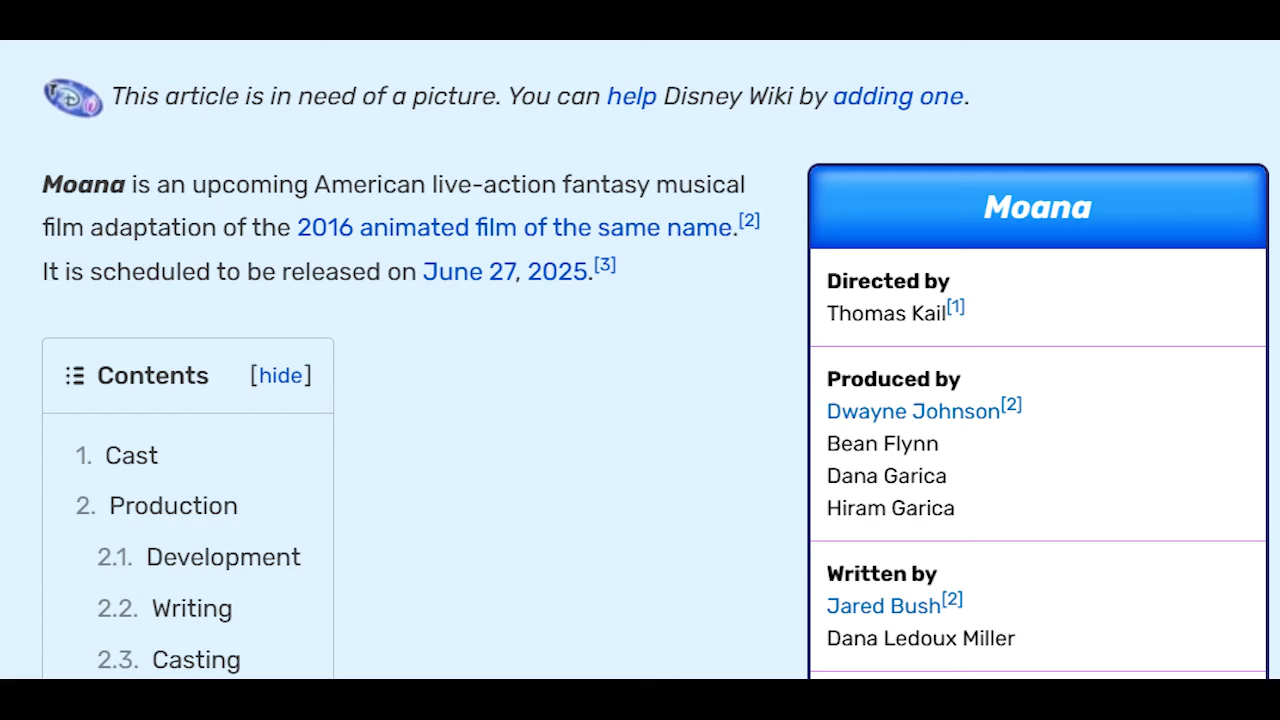 This article is in need of a picture. You can help Disney Wiki by adding one.
Moana is an upcoming American live-action fantasy musical
film adaptation of the 2016 animated film of the same name.[2]
It is scheduled to be released on June 27, 2025.[3]
Contents [hide]
1. Cast
2. Production
2.1. Development
2.2. Writing
2.3. Casting
Moana
Directed by
Thomas Kail[1]
Produced by
Dwayne Johnson[2]
Bean Flynn
Dana Garica
Hiram Garica
Written by
Jared Bush[2]
Dana Ledoux Miller